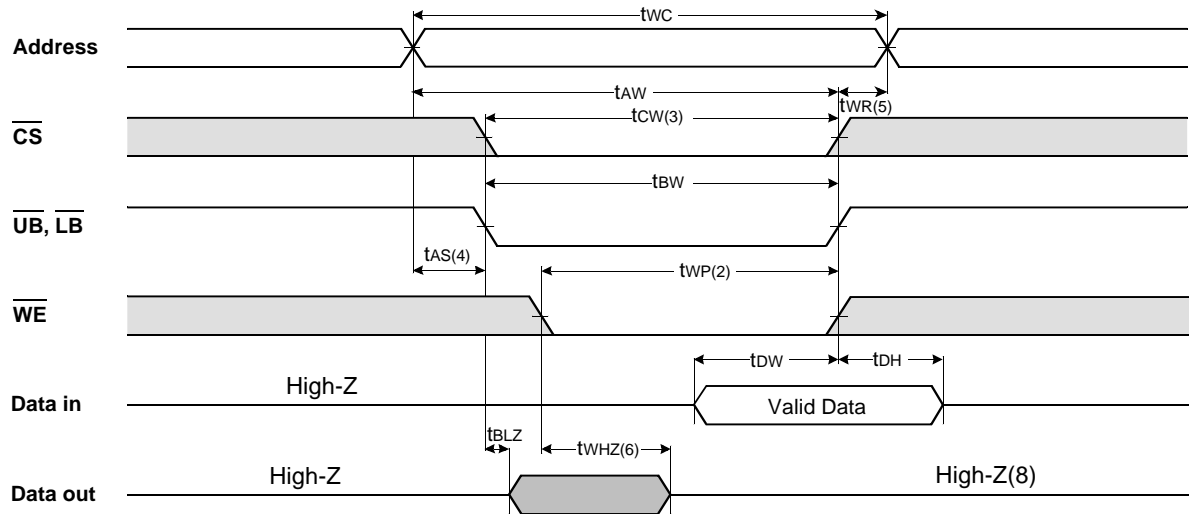 tWC
Address
tAW
tWR(5)
tCW(3)
CS
tBW
UB, LB
tAS(4)
tWP(2)
WE
tDW
tDH
High-Z
Data in
Valid Data
tBLZ
tWHZ(6)
High-Z
High-Z(8)
Data out